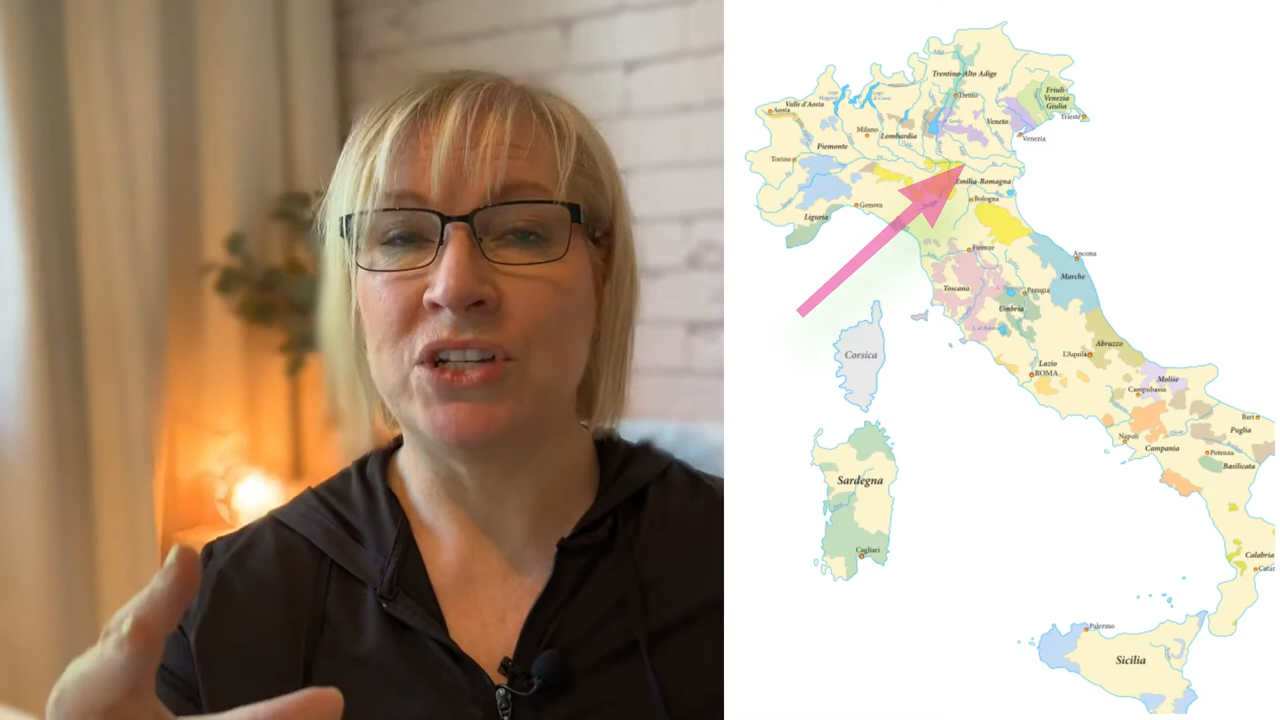 Trentino-Alto Adige
Trento
Friuli-
Venezia
Giulia
Trieste
Valle d'Aosta
Aosta
Milano
Lombardia
Veneto
Venezia
Piemonte
Torino
Emilia-Romagna
Bologna
Genova
Liguria
Firenze
Ancona
Marche
Toscana
Perugia
Umbria
Corsica
Abruzzo
L'Aquila
Lazio
ROMA
Molise
Campobasso
Bari
Puglia
Napoli
Campania
Potenza
Basilicata
Sardegna
Cagliari
Calabria
Palermo
Sicilia